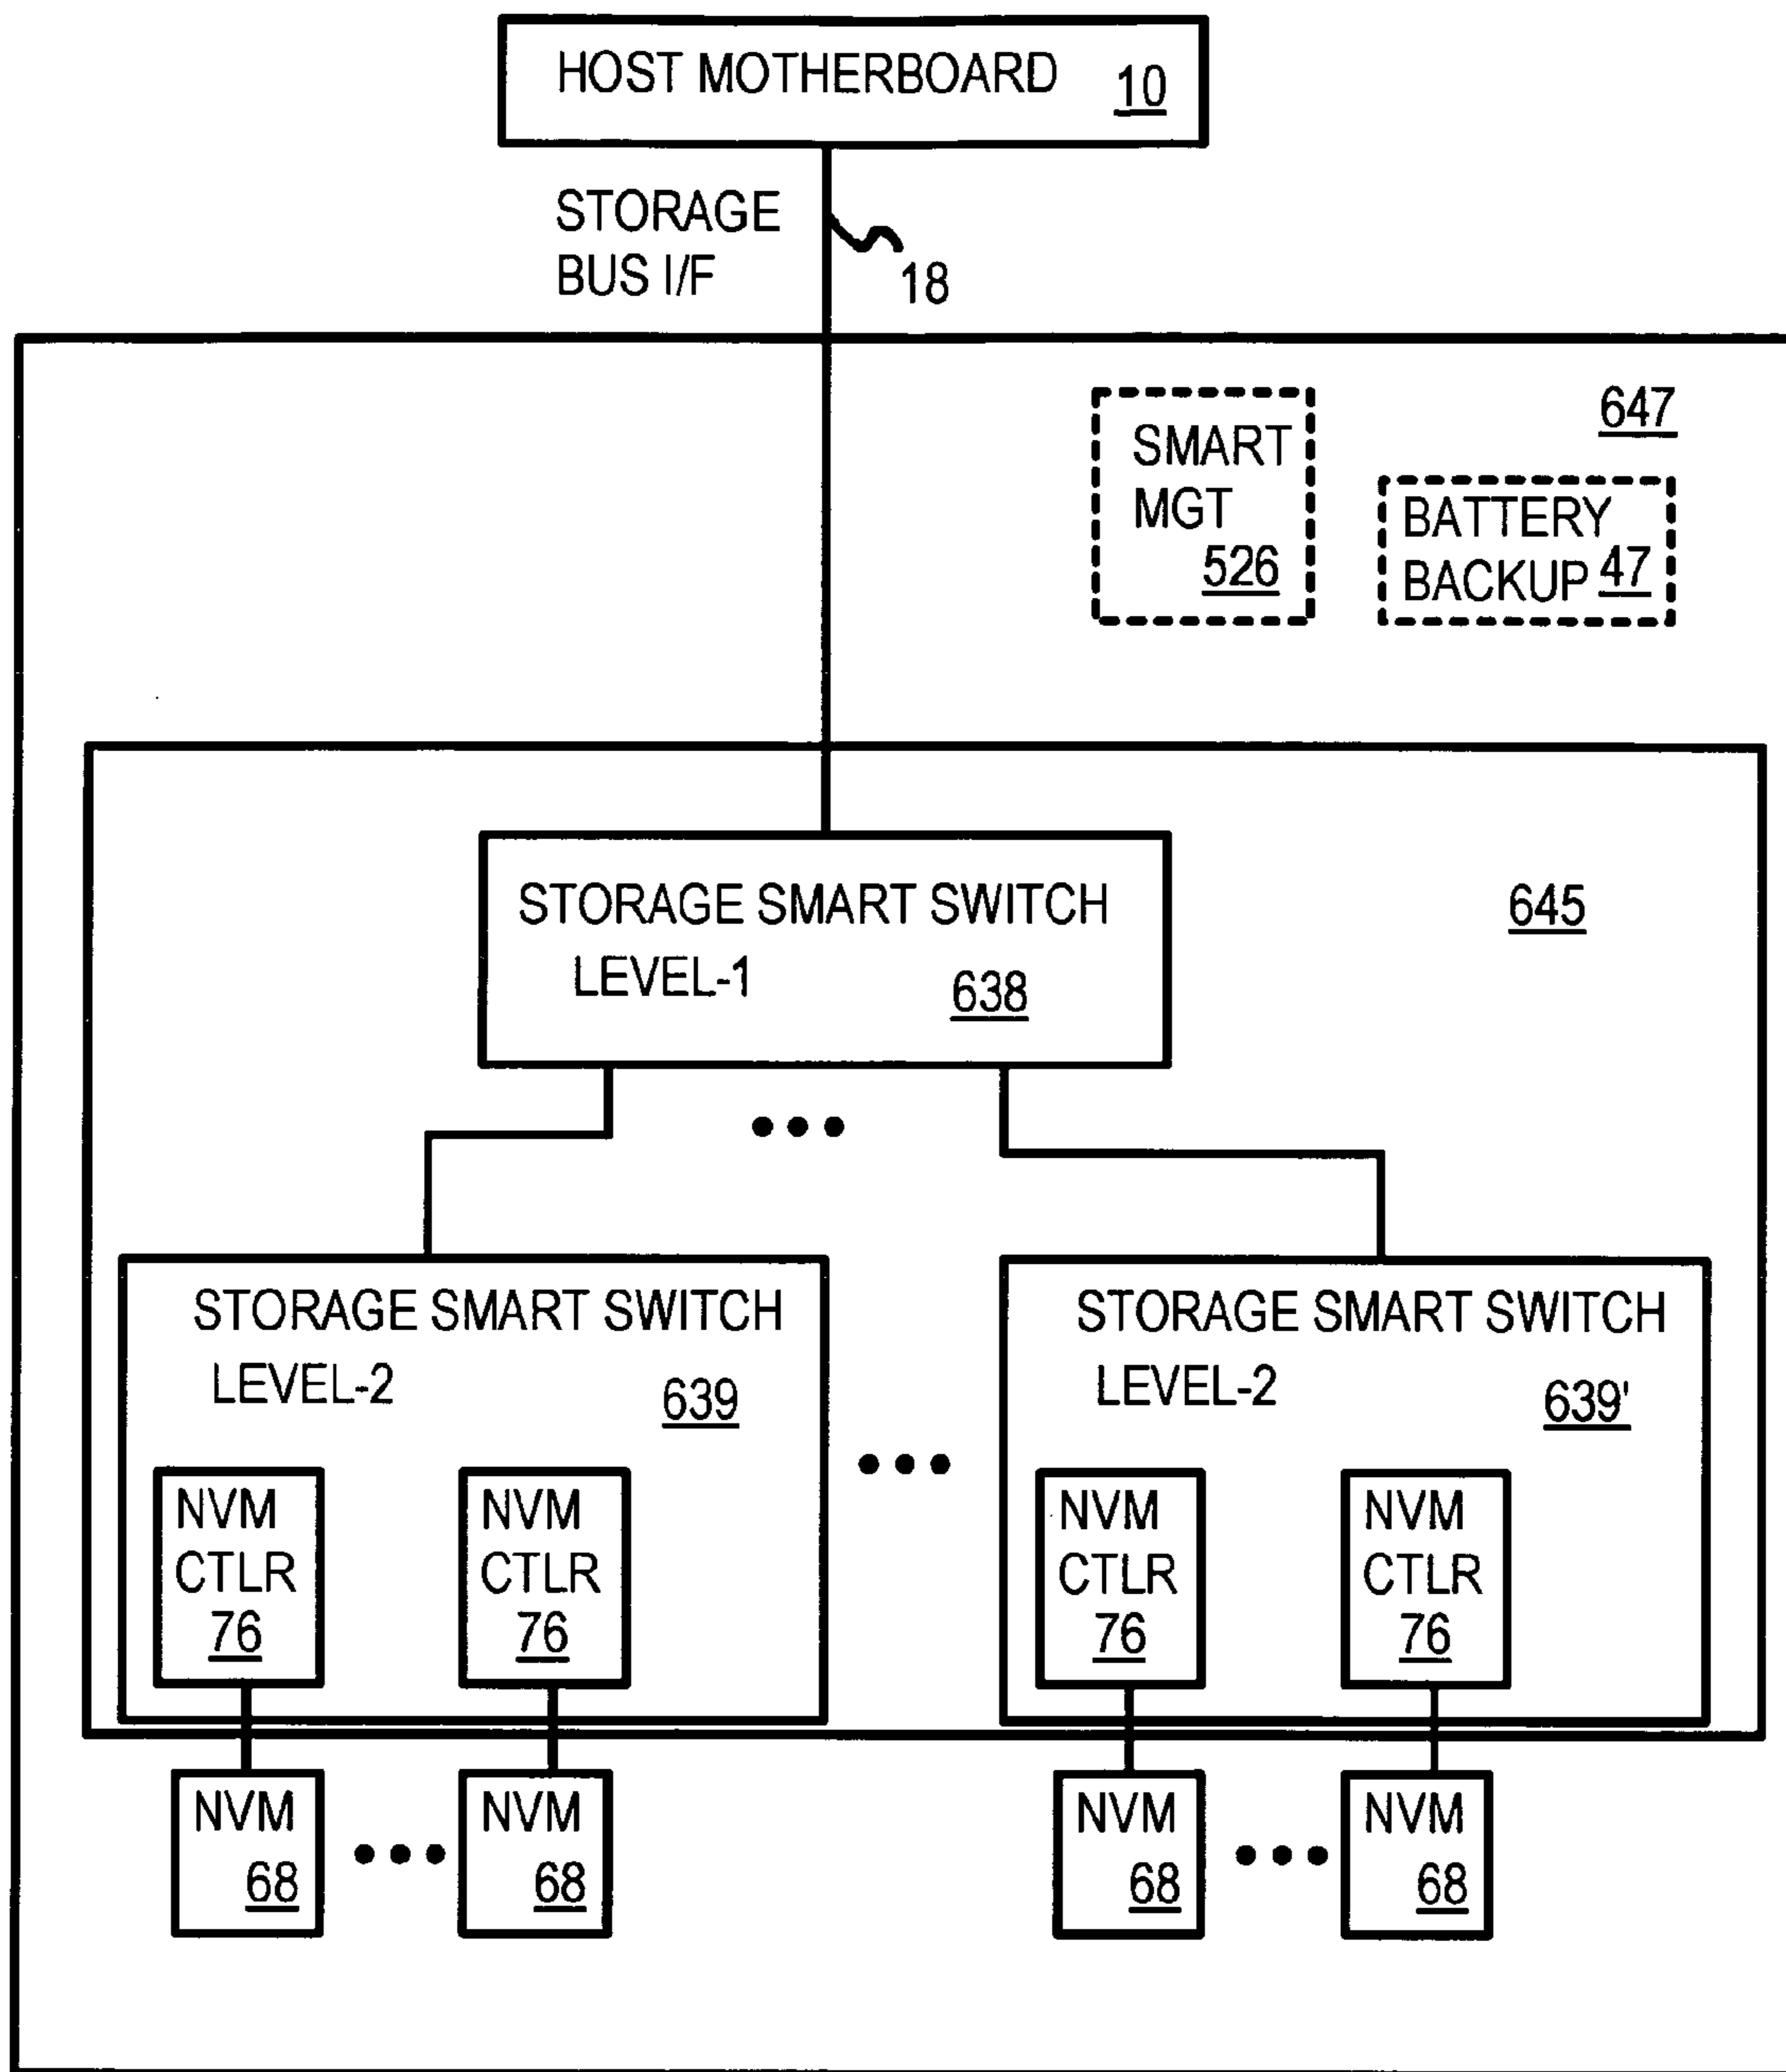 HOST MOTHERBOARD 10
STORAGE
BUS I/F
18
647
SMART
MGT
526
BATTERY
BACKUP 47
STORAGE SMART SWITCH
LEVEL-1
638
645
STORAGE SMART SWITCH
LEVEL-2
639
STORAGE SMART SWITCH
LEVEL-2
639'
NVM
CTLR
76
NVM
CTLR
76
NVM
CTLR
76
NVM
CTLR
76
NVM
68
NVM
68
NVM
68
NVM
68